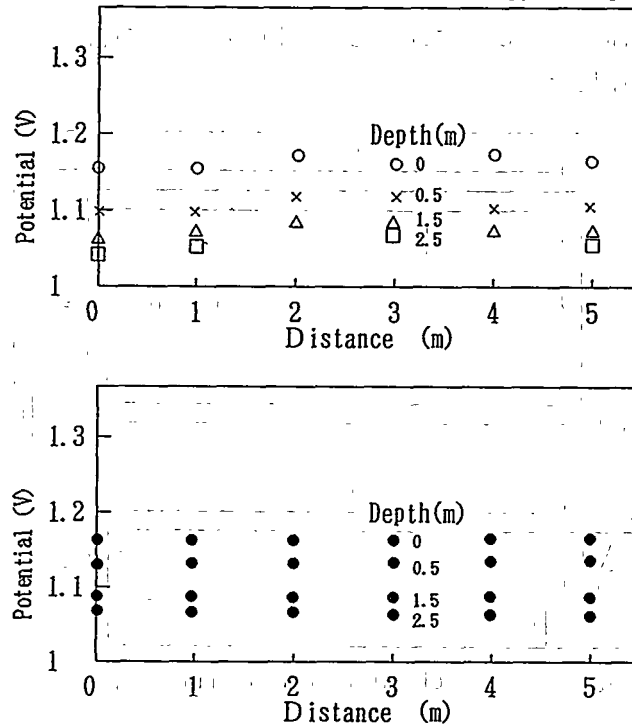 1.3
1.2
1.1
1
Potential (V)
Depth(m)
0
0.5
1.5
2.5
0 1 2 3 4 5
Distance (m)
1.3
1.2
1.1
1
Potential (V)
Depth(m)
0
0.5
1.5
2.5
0 1 2 3 4 5
Distance (m)